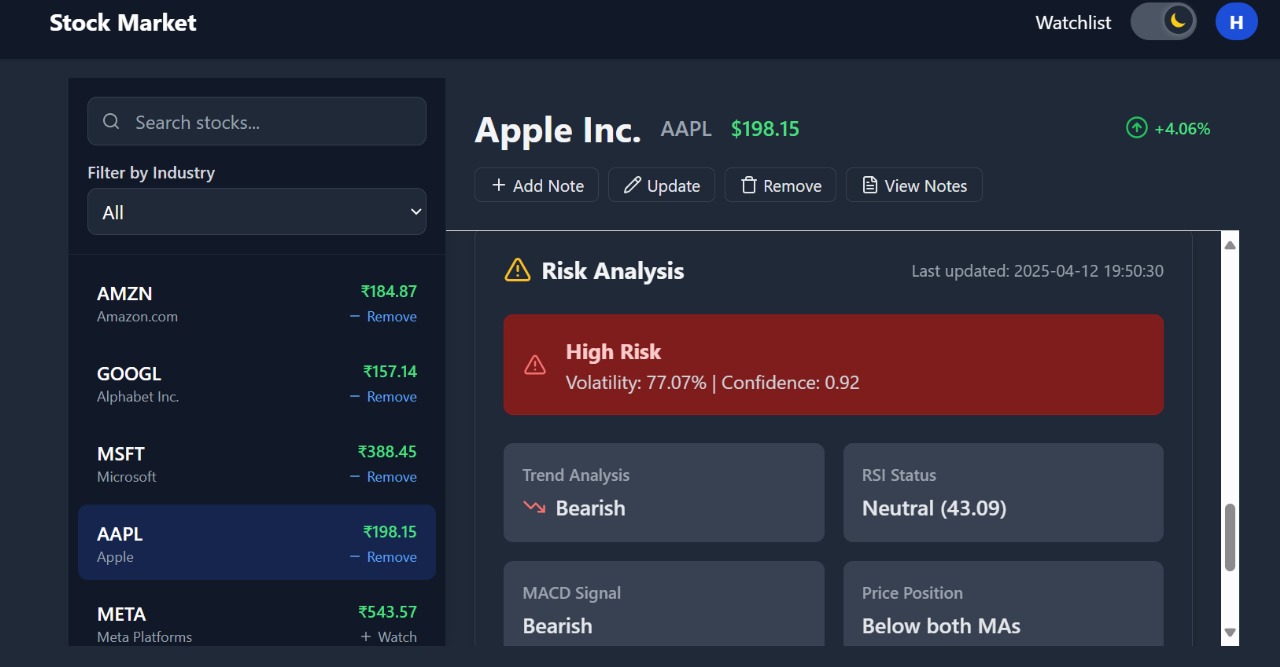 Stock Market
Watchlist
H
Search stocks...
Filter by Industry
All
AMZN ₹184.87
Amazon.com − Remove
GOOGL ₹157.14
Alphabet Inc. − Remove
MSFT ₹388.45
Microsoft − Remove
AAPL ₹198.15
Apple − Remove
META ₹543.57
Meta Platforms + Watch
Apple Inc. AAPL $198.15 +4.06%
+ Add Note Update Remove View Notes
Risk Analysis Last updated: 2025-04-12 19:50:30
High Risk
Volatility: 77.07% | Confidence: 0.92
Trend Analysis
Bearish
RSI Status
Neutral (43.09)
MACD Signal
Bearish
Price Position
Below both MAs